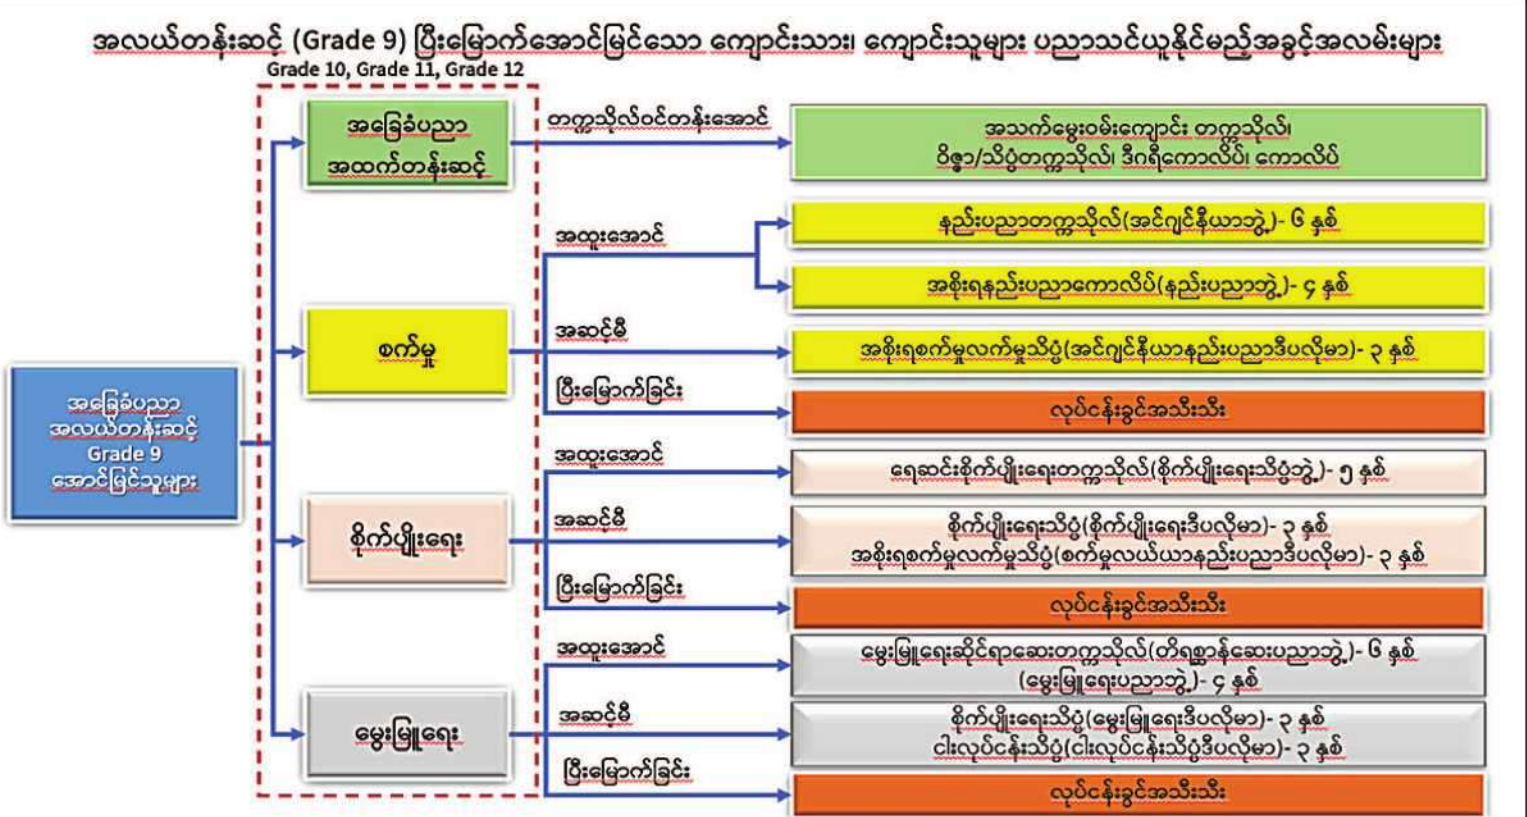 အလယ်တန်းဆင့် (Grade 9) ပြီးမြောက်အောင်မြင်သော ကျောင်းသား၊ ကျောင်းသူများ ပညာသင်ယူနိုင်မည့်အခွင့်အလမ်းများ
Grade 10, Grade 11, Grade 12
အခြေခံပညာ
အလယ်တန်းဆင့်
Grade 9
အောင်မြင်သူများ
အခြေခံပညာ
အထက်တန်းဆင့်
တက္ကသိုလ်ဝင်တန်းအောင်
အသက်မွေးဝမ်းကျောင်း တက္ကသိုလ်၊
ဝိဇ္ဇာ/သိပ္ပံတက္ကသိုလ်၊ ဒီဂရီကောလိပ်၊ ကောလိပ်
စက်မှု
အထူးအောင်
နည်းပညာတက္ကသိုလ်(အင်ဂျင်နီယာဘွဲ့)- ၆ နှစ်
အစိုးရနည်းပညာကောလိပ်(နည်းပညာဘွဲ့)- ၄ နှစ်
အဆင့်မီ
အစိုးရစက်မှုလက်မှုသိပ္ပံ(အင်ဂျင်နီယာနည်းပညာဒီပလိုမာ)- ၃ နှစ်
ပြီးမြောက်ခြင်း
လုပ်ငန်းခွင်အသီးသီး
စိုက်ပျိုးရေး
အထူးအောင်
ရေဆင်းစိုက်ပျိုးရေးတက္ကသိုလ်(စိုက်ပျိုးရေးသိပ္ပံဘွဲ့)- ၅ နှစ်
အဆင့်မီ
စိုက်ပျိုးရေးသိပ္ပံ(စိုက်ပျိုးရေးဒီပလိုမာ)- ၃ နှစ်
အစိုးရစက်မှုလက်မှုသိပ္ပံ(စက်မှုလယ်ယာနည်းပညာဒီပလိုမာ)- ၃ နှစ်
ပြီးမြောက်ခြင်း
လုပ်ငန်းခွင်အသီးသီး
မွေးမြူရေး
အထူးအောင်
မွေးမြူရေးဆိုင်ရာဆေးတက္ကသိုလ်(တိရစ္ဆာန်ဆေးပညာဘွဲ့)- ၆ နှစ်
(မွေးမြူရေးပညာဘွဲ့)- ၄ နှစ်
အဆင့်မီ
စိုက်ပျိုးရေးသိပ္ပံ(မွေးမြူရေးဒီပလိုမာ)- ၃ နှစ်
ငါးလုပ်ငန်းသိပ္ပံ(ငါးလုပ်ငန်းသိပ္ပံဒီပလိုမာ)- ၃ နှစ်
ပြီးမြောက်ခြင်း
လုပ်ငန်းခွင်အသီးသီး